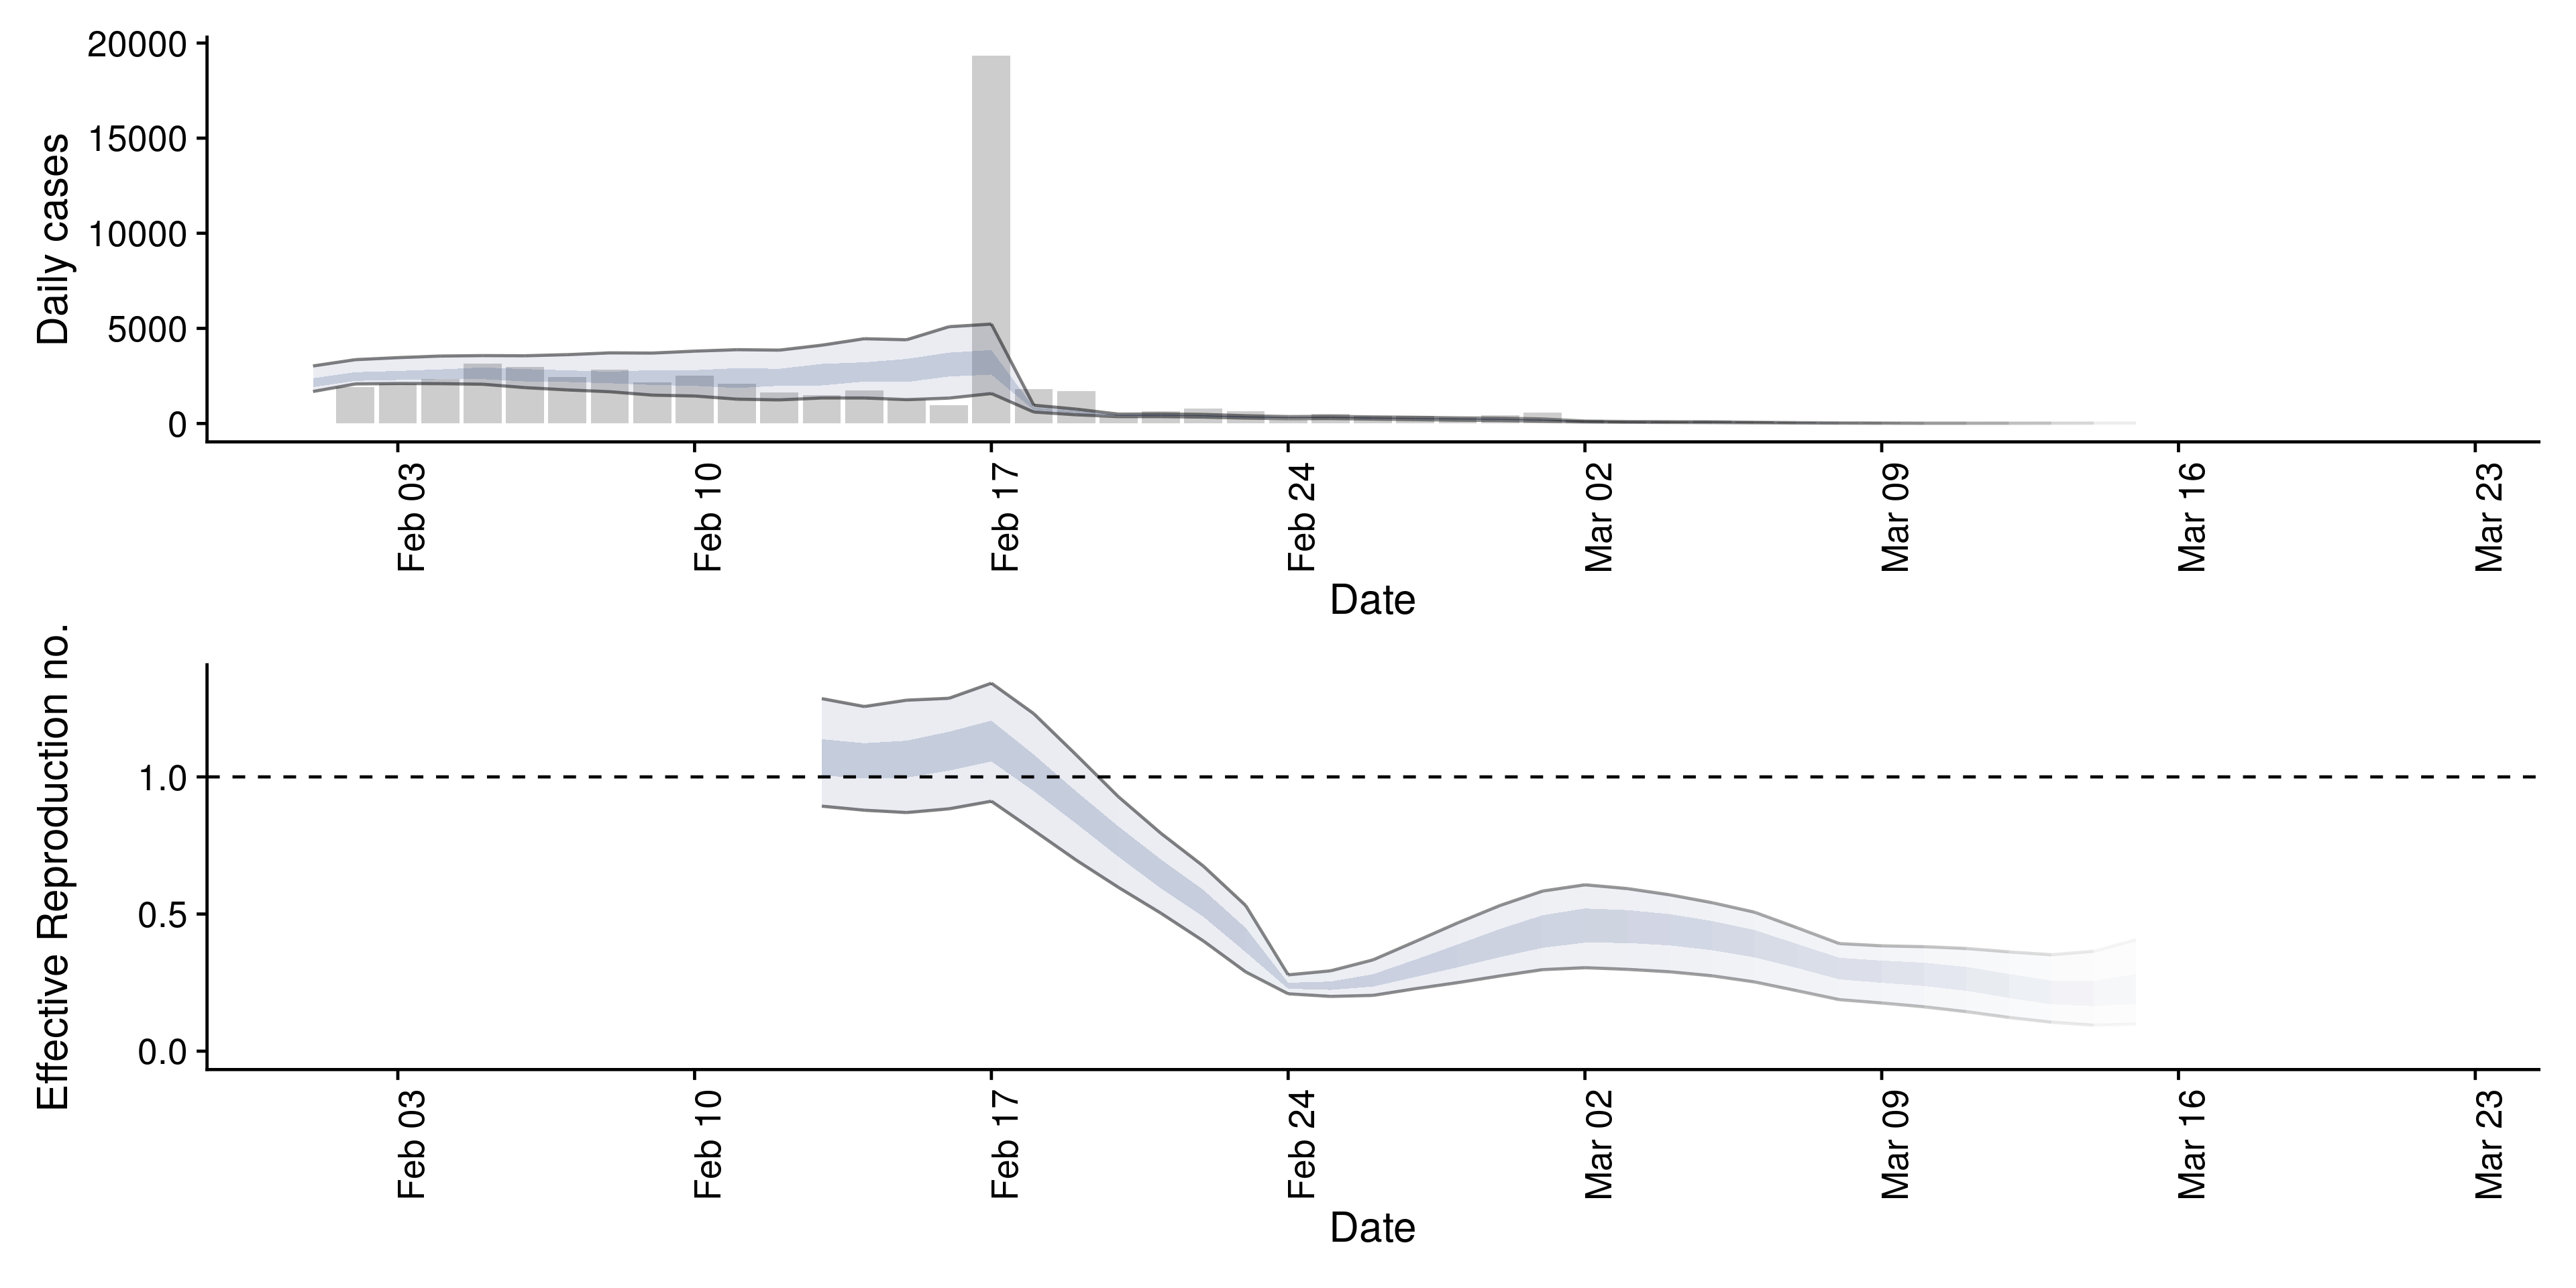 Daily cases
20000
15000
10000
5000
0
Feb 03
Feb 10
Feb 17
Feb 24
Mar 02
Mar 09
Mar 16
Mar 23
Date
Effective Reproduction no.
1.0
0.5
0.0
Feb 03
Feb 10
Feb 17
Feb 24
Mar 02
Mar 09
Mar 16
Mar 23
Date